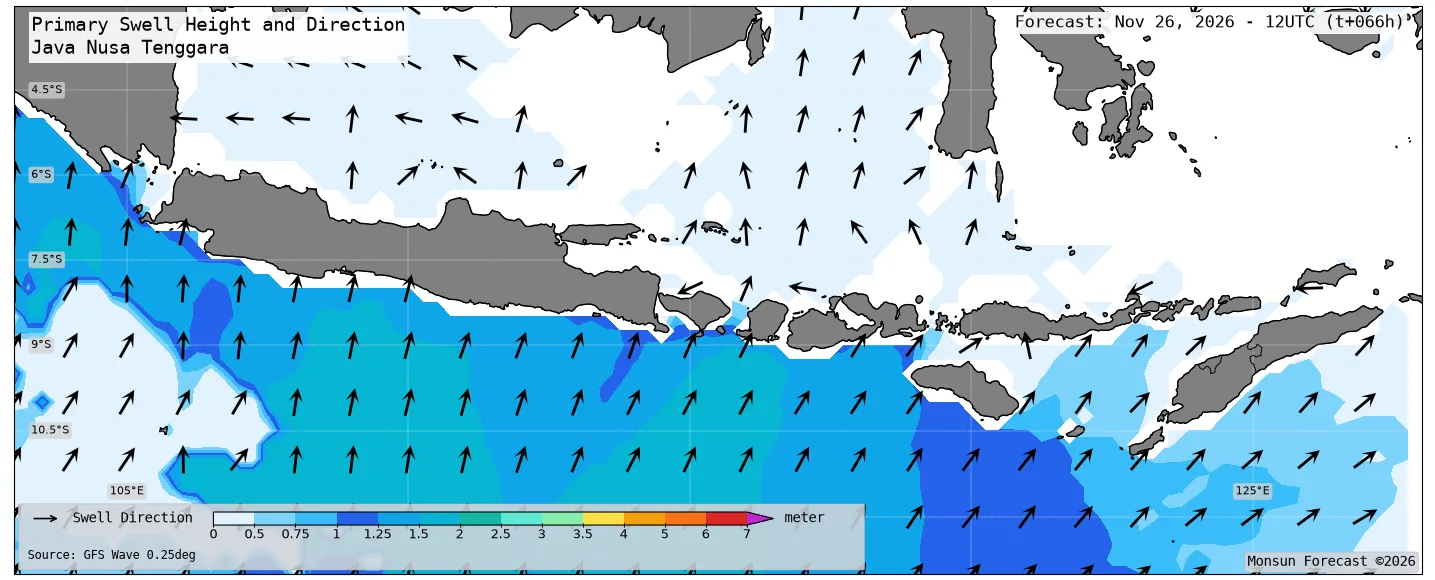 Primary Swell Height and Direction
Java Nusa Tenggara
Forecast: Nov 26, 2026 - 12UTC (t+066h)
4.5°S
6°S
7.5°S
9°S
10.5°S
105°E
125°E
Swell Direction
0 0.5 0.75 1 1.25 1.5 2 2.5 3 3.5 4 5 6 7
meter
Source: GFS Wave 0.25deg
Monsun Forecast ©2026